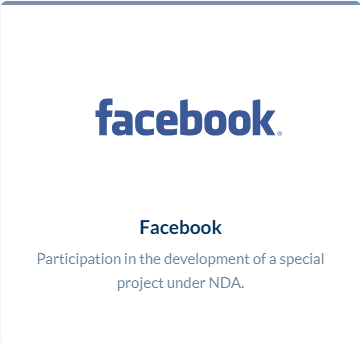 facebook®
Facebook
Participation in the development of a special
project under NDA.